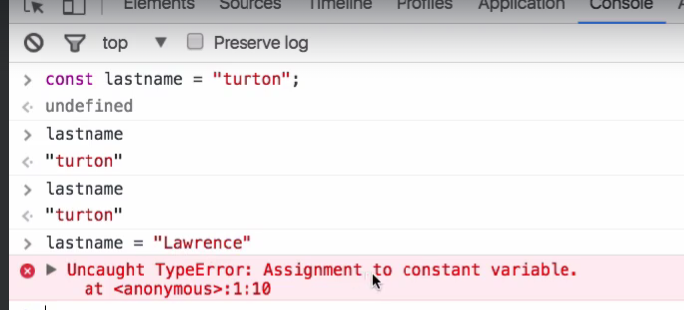 Elements Sources Timeline Profiles Application Console
top ▼ Preserve log
> const lastname = "turton";
<· undefined
> lastname
<· "turton"
> lastname
<· "turton"
> lastname = "Lawrence"
▶ Uncaught TypeError: Assignment to constant variable.
at <anonymous>:1:10